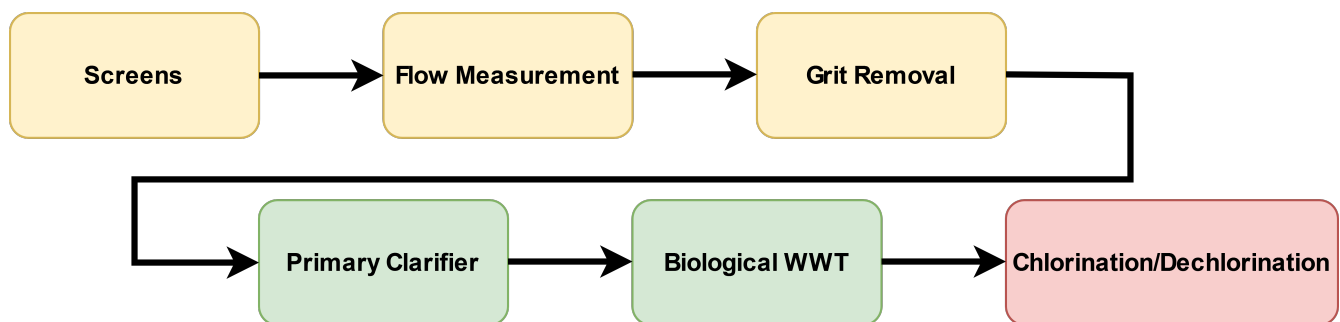 Screens
Flow Measurement
Grit Removal
Primary Clarifier
Biological WWT
Chlorination/Dechlorination